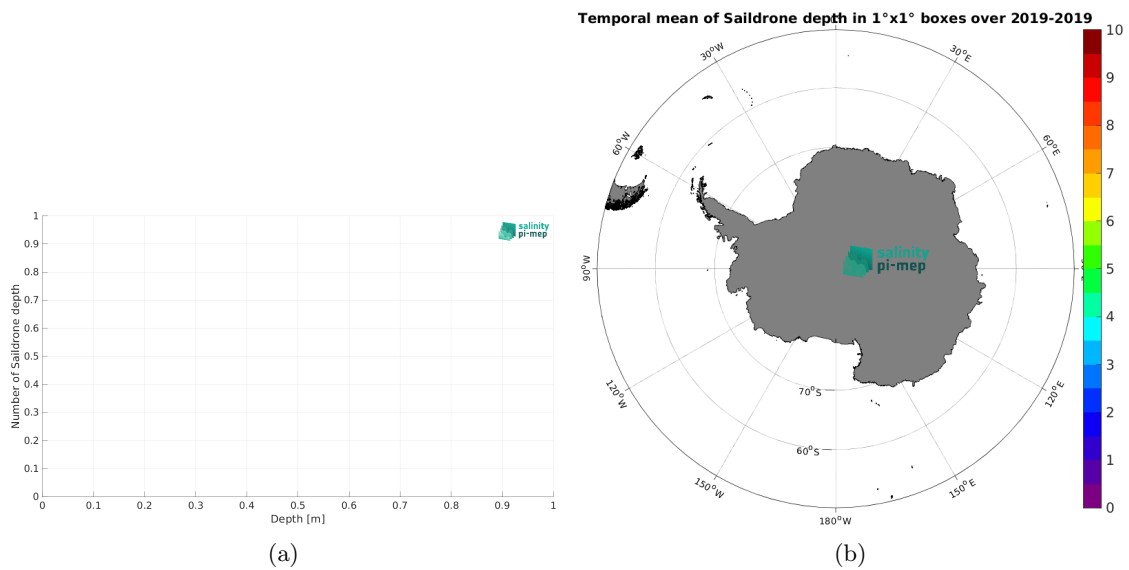 Temporal mean of Saildrone depth in 1°x1° boxes over 2019-2019
Number of Saildrone depth
1
0.9
0.8
0.7
0.6
0.5
0.4
0.3
0.2
0.1
0
0 0.1 0.2 0.3 0.4 0.5 0.6 0.7 0.8 0.9 1
Depth [m]
salinity
pi-mep
(a)
30°W
30°E
60°W
60°E
90°W
120°W
120°E
150°W
150°E
180°W
70°S
60°S
salinity
pi-mep
10
9
8
7
6
5
4
3
2
1
0
(b)